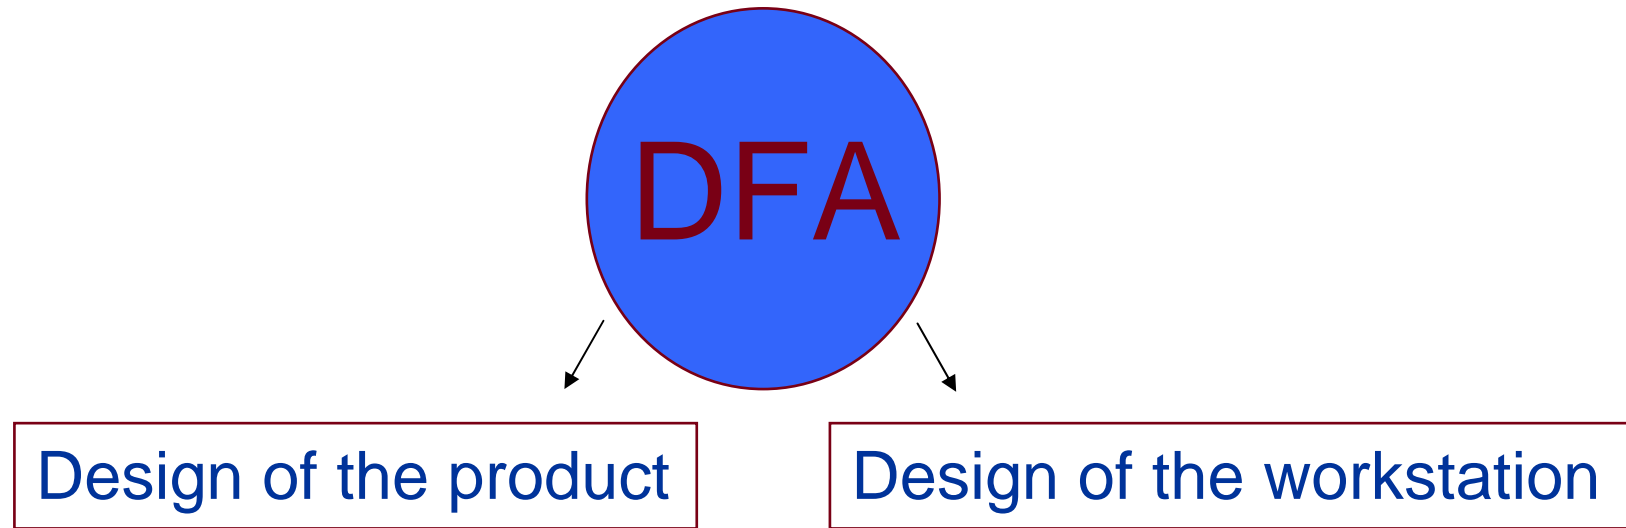 DFA
Design of the product
Design of the workstation